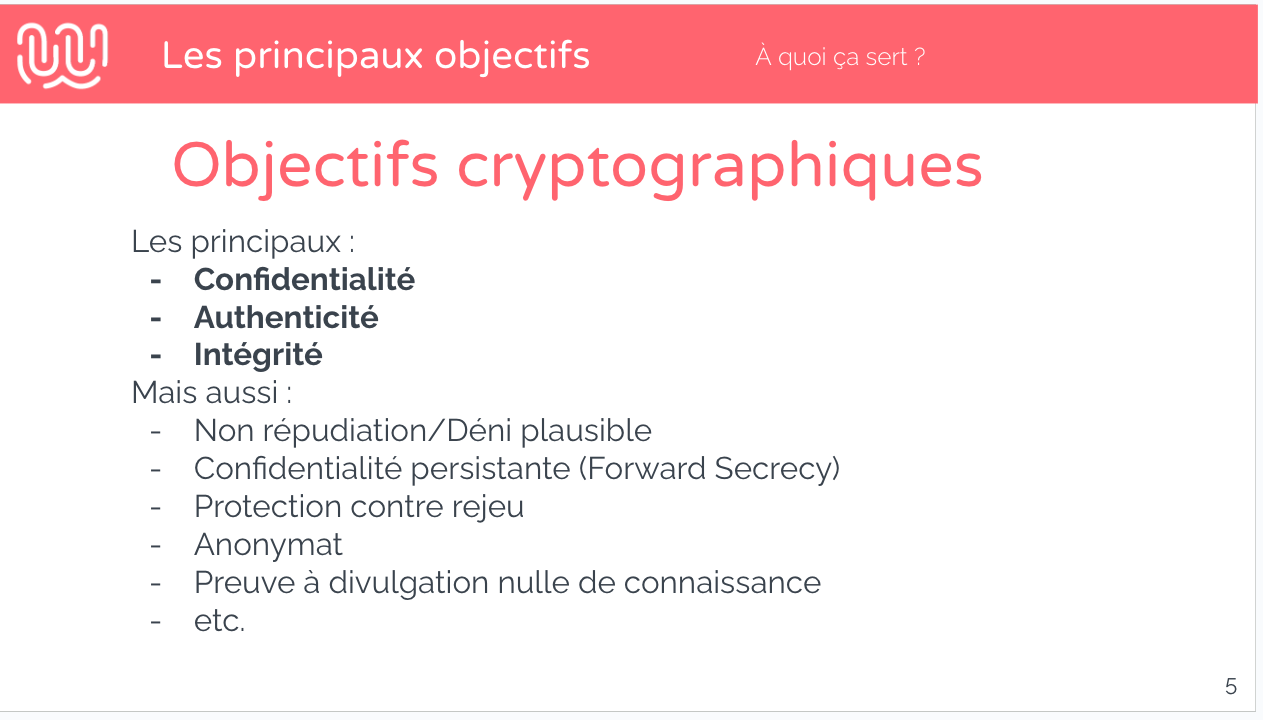 Les principaux objectifs
À quoi ça sert ?
Objectifs cryptographiques
Les principaux :
- Confidentialité
- Authenticité
- Intégrité
Mais aussi :
- Non répudiation/Déni plausible
- Confidentialité persistante (Forward Secrecy)
- Protection contre rejeu
- Anonymat
- Preuve à divulgation nulle de connaissance
- etc.
5